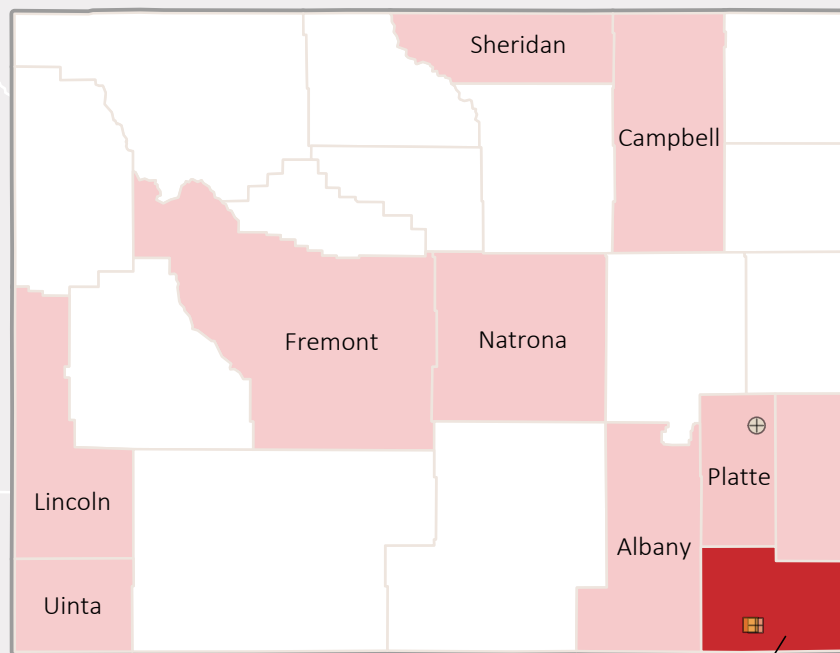 Sheridan
Campbell
Fremont
Natrona
Platte
Lincoln
Albany
Uinta